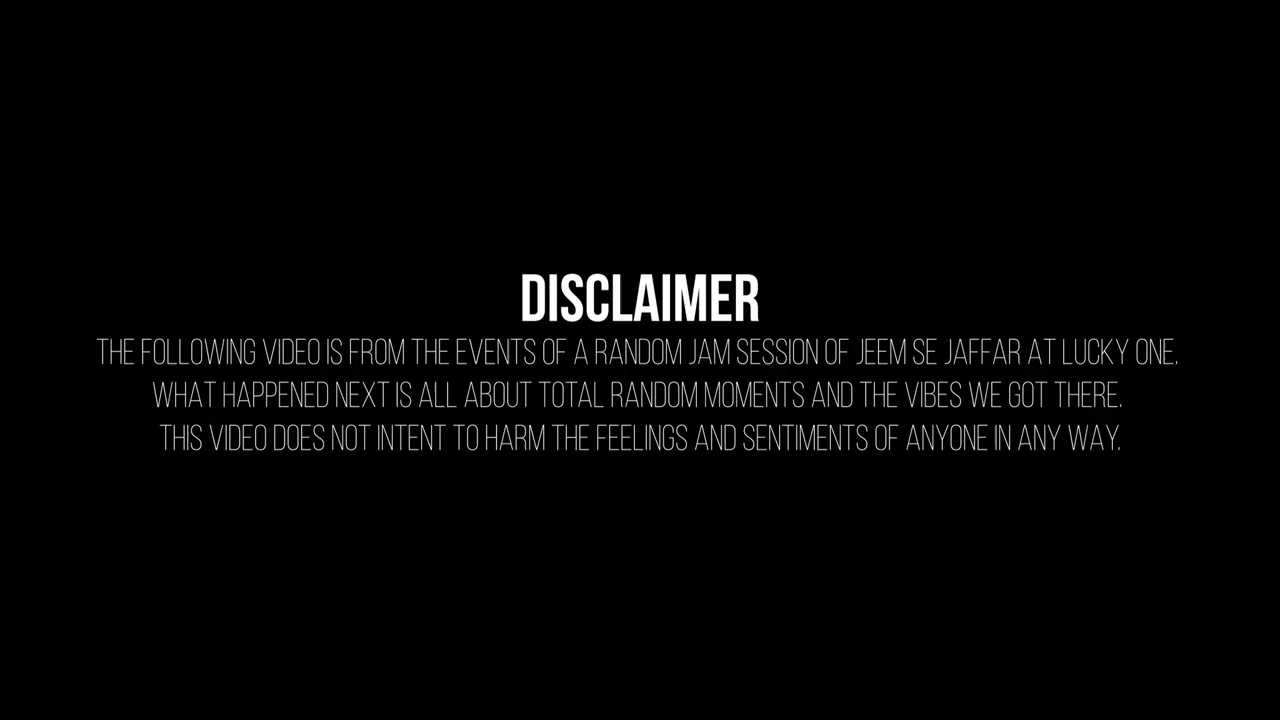 DISCLAIMER
THE FOLLOWING VIDEO IS FROM THE EVENTS OF A RANDOM JAM SESSION OF JEEM SE JAFFAR AT LUCKY ONE.
WHAT HAPPENED NEXT IS ALL ABOUT TOTAL RANDOM MOMENTS AND THE VIBES WE GOT THERE.
THIS VIDEO DOES NOT INTENT TO HARM THE FEELINGS AND SENTIMENTS OF ANYONE IN ANY WAY.